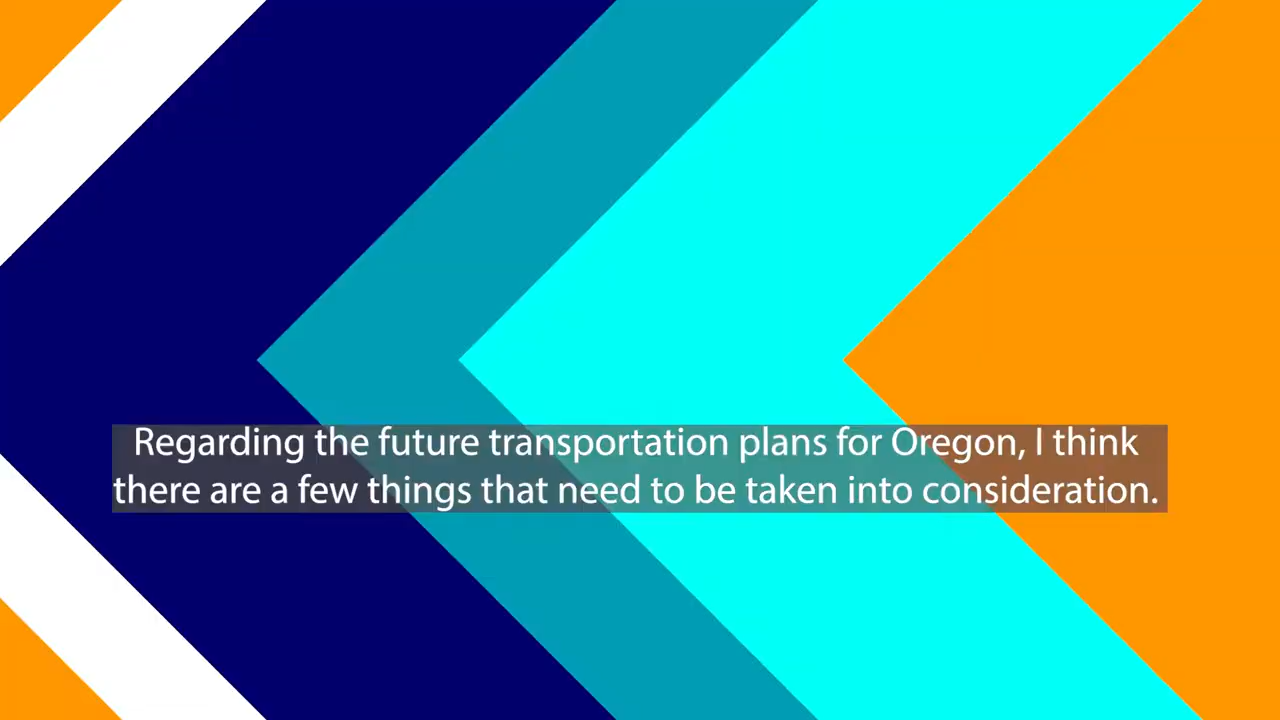 Regarding the future transportation plans for Oregon, I think
there are a few things that need to be taken into consideration.